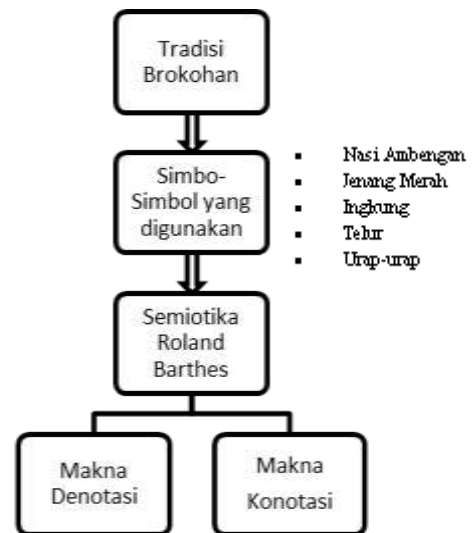 Tradisi
Brokohan
Simbo-
Simbol yang
digunakan
▪ Nasi Ambengan
▪ Jenang Merah
▪ Ingkung
▪ Telur
▪ Urap-urap
Semiotika
Roland
Barthes
Makna
Denotasi
Makna
Konotasi